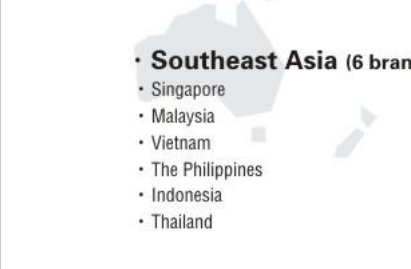 · Southeast Asia (6 bran
· Singapore
· Malaysia
· Vietnam
· The Philippines
· Indonesia
· Thailand